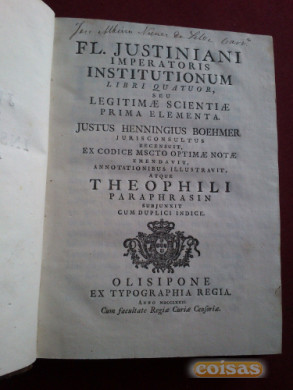 FL. JUSTINIANI
IMPERATORIS
INSTITUTIONUM
LIBRI QUATUOR,
SEU
LEGITIMÆ SCIENTIÆ
PRIMA ELEMENTA.
JUSTUS HENNINGIUS BOEHMER
JURISCONSULTUS
RECENSUIT,
EX CODICE MSCTO OPTIMÆ NOTÆ
EMENDAVIT,
ANNOTATIONIBUS ILLUSTRAVIT,
ATQUE
THEOPHILI
PARAPHRASIN
SUBJUNXIT
CUM DUPLICI INDICE.
OLISIPONE
EX TYPOGRAPHIA REGIA.
Cum facultate Regiæ Curiæ Censoriæ.
coisas